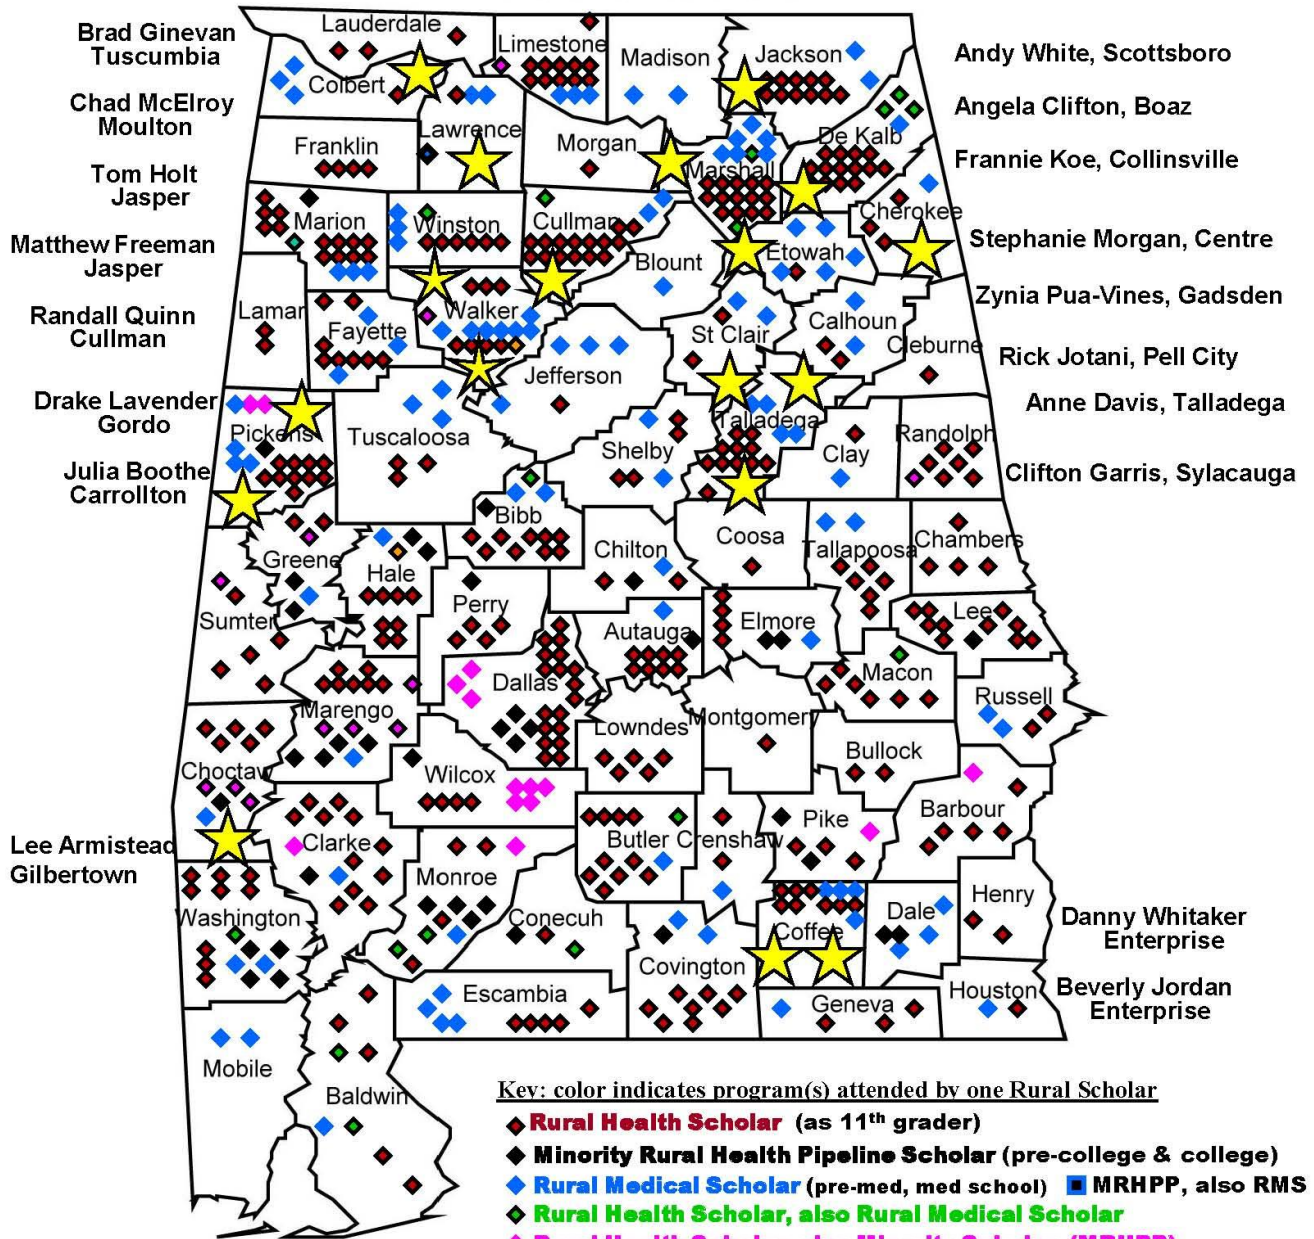 Brad Ginevan
Tuscumbia
Chad McElroy
Moulton
Tom Holt
Jasper
Matthew Freeman
Jasper
Randall Quinn
Cullman
Drake Lavender
Gordo
Julia Boothe
Carrollton
Lee Armistead
Gilbertown
Lauderdale
Limestone
Madison
Jackson
Colbert
Lawrence
Franklin
Morgan
Marshall
De Kalb
Marion
Winston
Cullman
Blount
Etowah
Cherokee
Lamar
Fayette
Walker
Jefferson
St Clair
Calhoun
Cleburne
Pickens
Tuscaloosa
Shelby
Talladega
Clay
Randolph
Bibb
Greene
Hale
Chilton
Coosa
Tallapoosa
Chambers
Sumter
Perry
Autauga
Elmore
Lee
Macon
Dallas
Russell
Marengo
Lowndes
Montgomery
Bullock
Choctaw
Wilcox
Barbour
Clarke
Butler
Crenshaw
Pike
Monroe
Henry
Washington
Conecuh
Coffee
Dale
Covington
Escambia
Geneva
Houston
Mobile
Baldwin
Andy White, Scottsboro
Angela Clifton, Boaz
Frannie Koe, Collinsville
Stephanie Morgan, Centre
Zynia Pua-Vines, Gadsden
Rick Jotani, Pell City
Anne Davis, Talladega
Clifton Garris, Sylacauga
Danny Whitaker
Enterprise
Beverly Jordan
Enterprise
Key: color indicates program(s) attended by one Rural Scholar
Rural Health Scholar (as 11th grader)
Minority Rural Health Pipeline Scholar (pre-college & college)
Rural Medical Scholar (pre-med, med school) MRHPP, also RMS
Rural Health Scholar, also Rural Medical Scholar
Rural Health Scholar, also Minority Scholar (MRHPP)